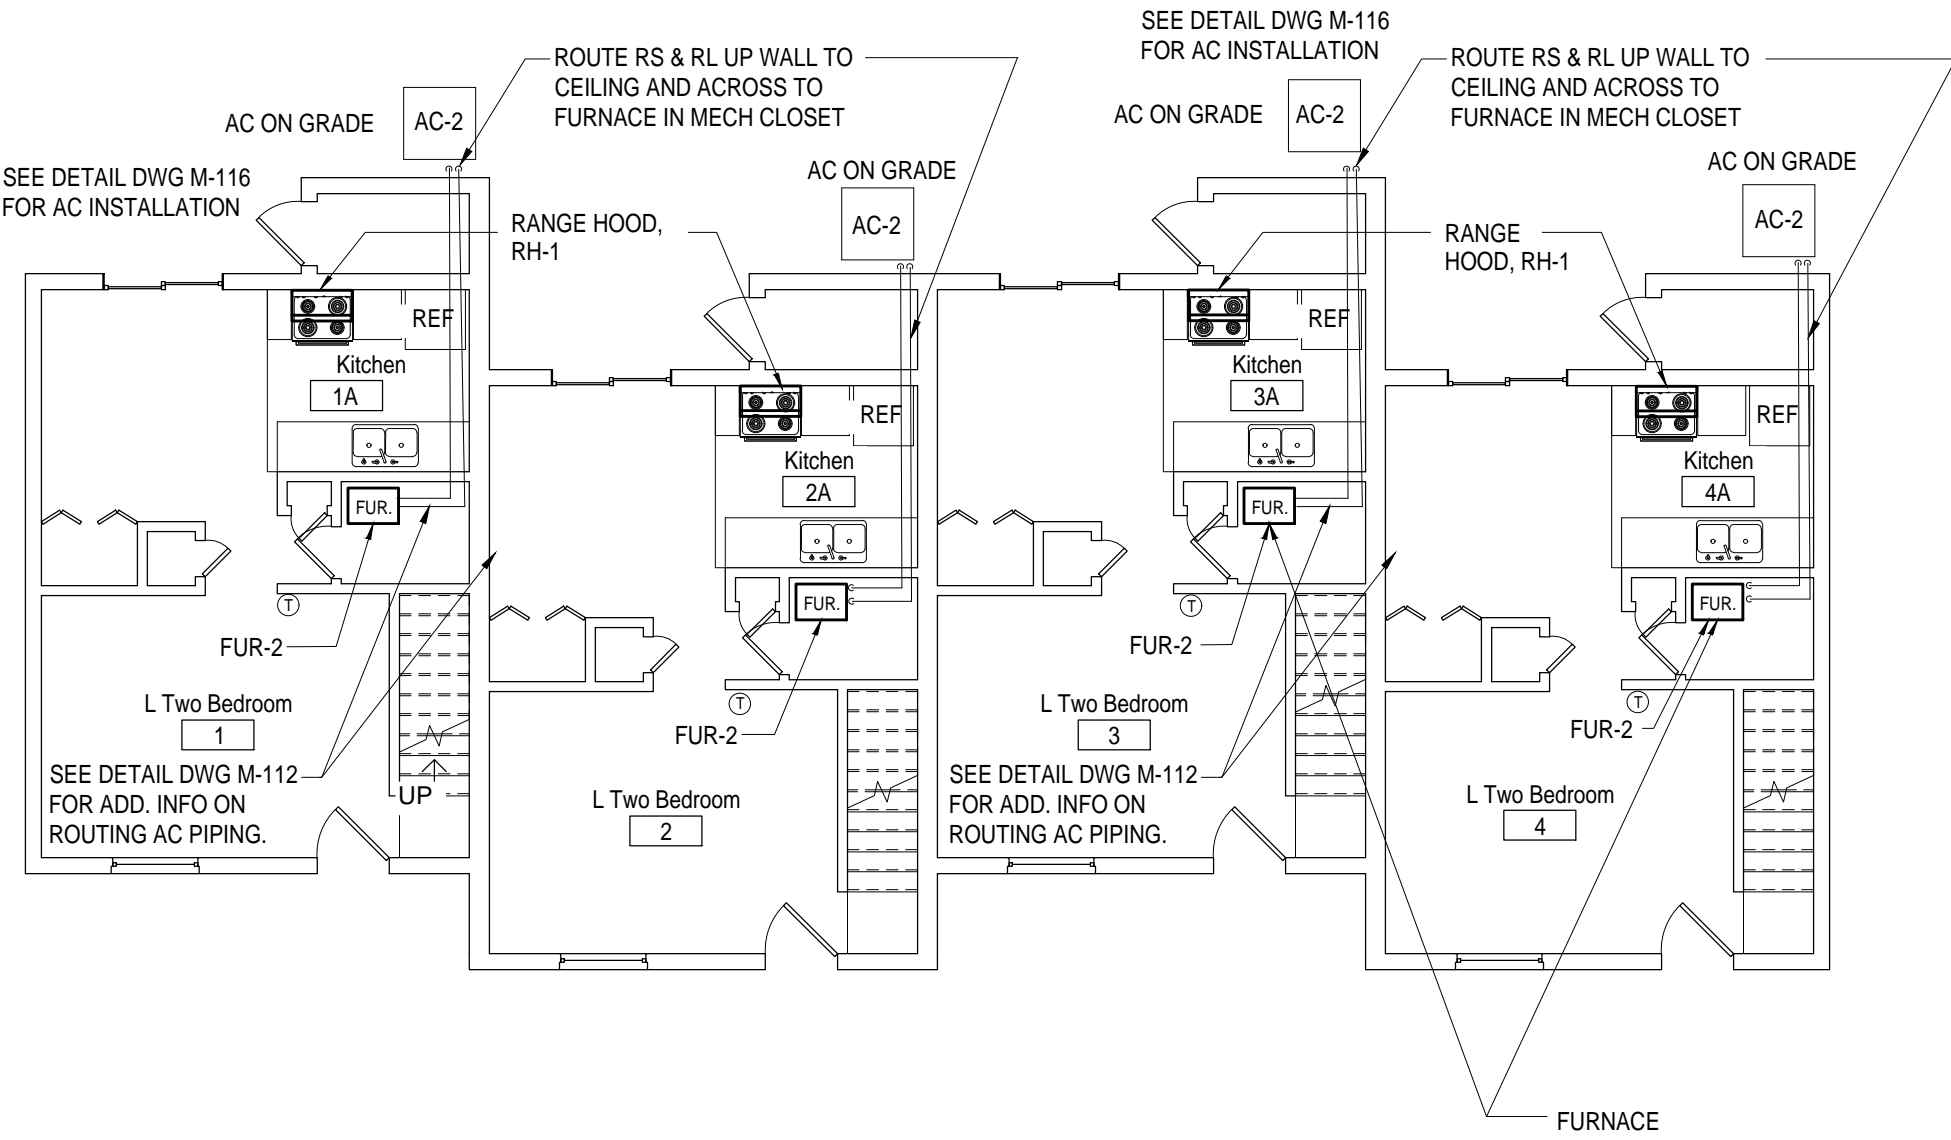 SEE DETAIL DWG M-116
FOR AC INSTALLATION
ROUTE RS & RL UP WALL TO
CEILING AND ACROSS TO
FURNACE IN MECH CLOSET
ROUTE RS & RL UP WALL TO
CEILING AND ACROSS TO
FURNACE IN MECH CLOSET
AC ON GRADE
AC-2
AC ON GRADE
AC-2
SEE DETAIL DWG M-116
FOR AC INSTALLATION
AC ON GRADE
AC-2
AC ON GRADE
AC-2
RANGE HOOD,
RH-1
RANGE
HOOD, RH-1
REF
Kitchen
1A
REF
Kitchen
2A
REF
Kitchen
3A
REF
Kitchen
4A
FUR.
FUR.
FUR.
FUR.
T
T
T
T
FUR-2
FUR-2
FUR-2
FUR-2
L Two Bedroom
1
L Two Bedroom
2
L Two Bedroom
3
L Two Bedroom
4
SEE DETAIL DWG M-112
FOR ADD. INFO ON
ROUTING AC PIPING.
UP
SEE DETAIL DWG M-112
FOR ADD. INFO ON
ROUTING AC PIPING.
FURNACE